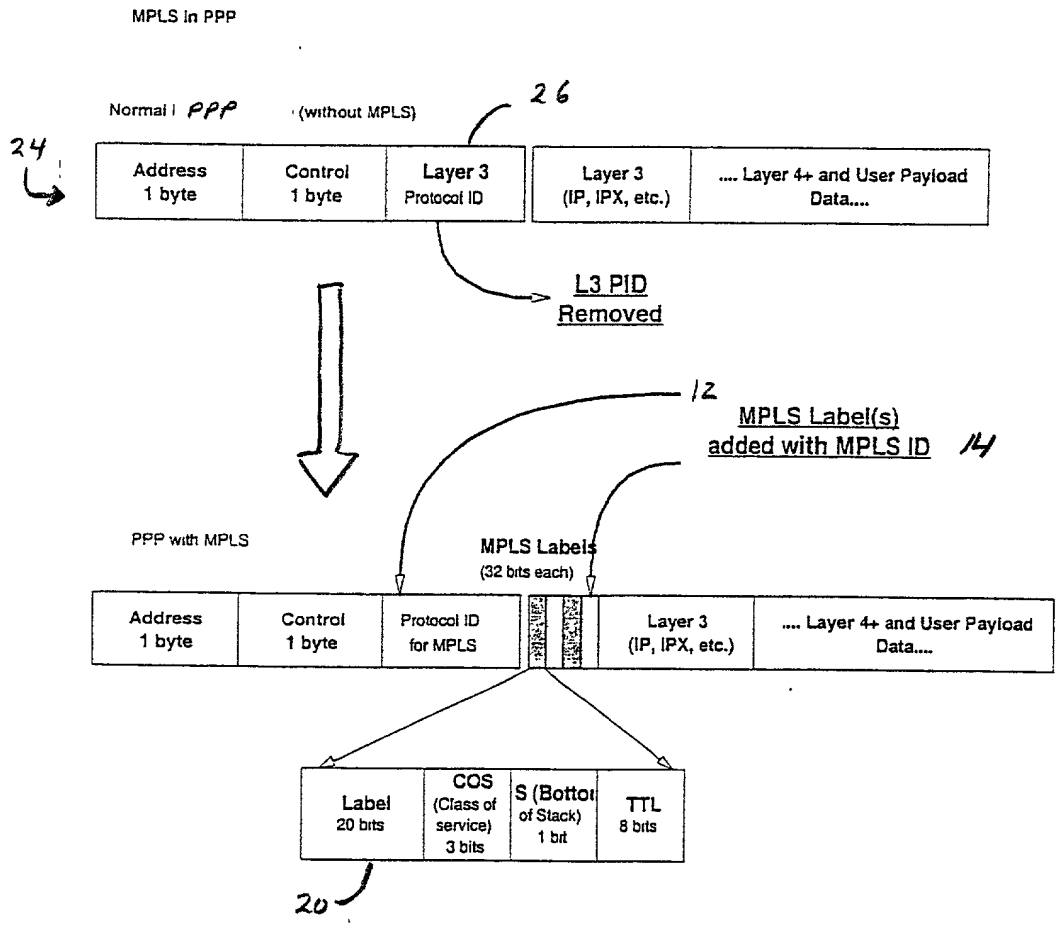 MPLS in PPP
Normal PPP (without MPLS)
26
24
Address
1 byte
Control
1 byte
Layer 3
Protocol ID
Layer 3
(IP, IPX, etc.)
.... Layer 4+ and User Payload
Data....
L3 PID
Removed
12
MPLS Label(s)
added with MPLS ID 14
PPP with MPLS
MPLS Labels
(32 bits each)
Address
1 byte
Control
1 byte
Protocol ID
for MPLS
Layer 3
(IP, IPX, etc.)
.... Layer 4+ and User Payload
Data....
Label
20 bits
COS
(Class of
service)
3 bits
S (Bottor
of Stack)
1 bit
TTL
8 bits
20